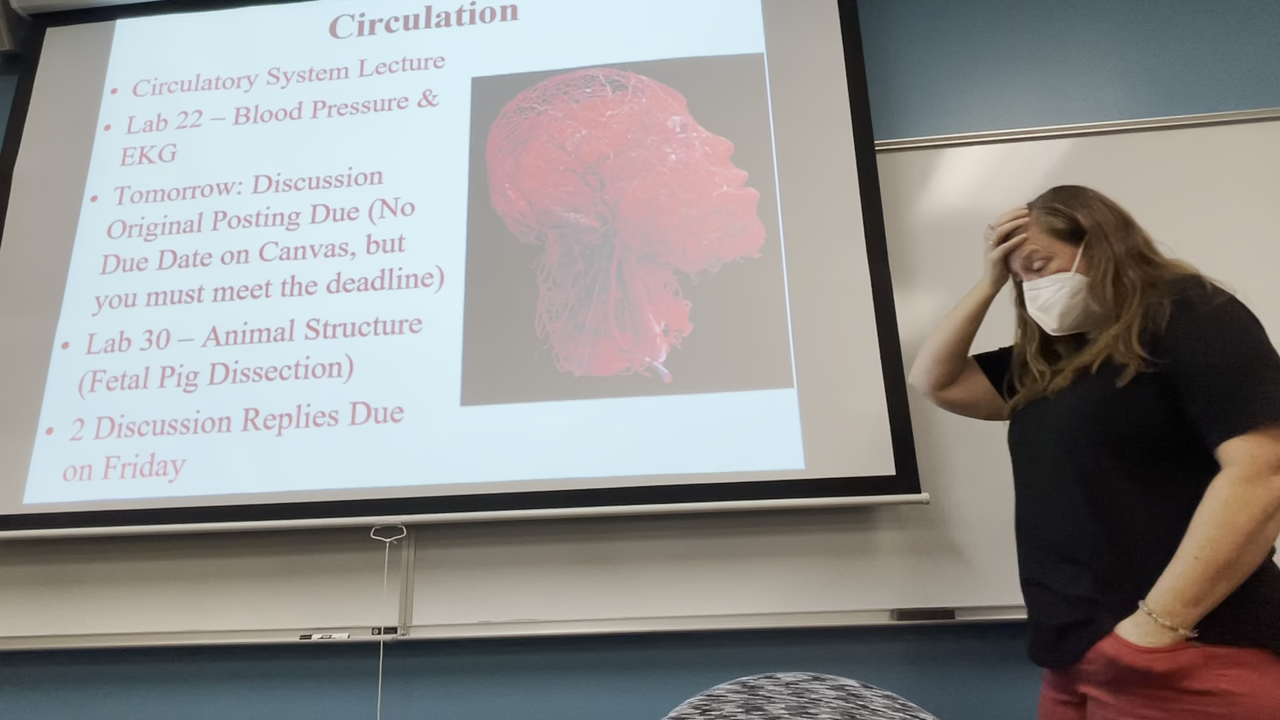 Circulation
• Circulatory System Lecture
• Lab 22 – Blood Pressure &
EKG
• Tomorrow: Discussion
Original Posting Due (No
Due Date on Canvas, but
you must meet the deadline)
• Lab 30 – Animal Structure
(Fetal Pig Dissection)
• 2 Discussion Replies Due
on Friday